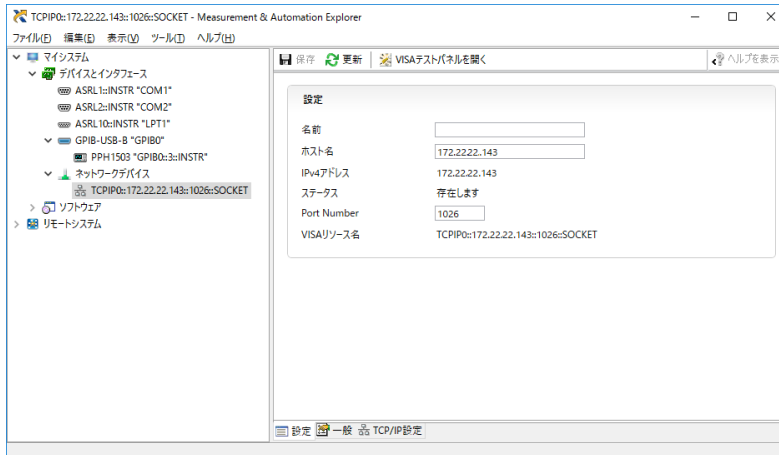 TCPIP0::172.22.22.143::1026::SOCKET - Measurement & Automation Explorer
ファイル(F) 編集(E) 表示(V) ツール(T) ヘルプ(H)
マイシステム
デバイスとインタフェース
ASRL1::INSTR "COM1"
ASRL2::INSTR "COM2"
ASRL10::INSTR "LPT1"
GPIB-USB-B "GPIB0"
PPH1503 "GPIB0::3::INSTR"
ネットワークデバイス
TCPIP0::172.22.22.143::1026::SOCKET
ソフトウェア
リモートシステム
保存 更新 VISAテストパネルを開く ヘルプを表示
設定
名前
ホスト名 172.2222..143
IPv4アドレス 172.22.22.143
ステータス 存在します
Port Number 1026
VISAリソース名 TCPIP0::172.22.22.143::1026::SOCKET
設定 一般 TCP/IP設定